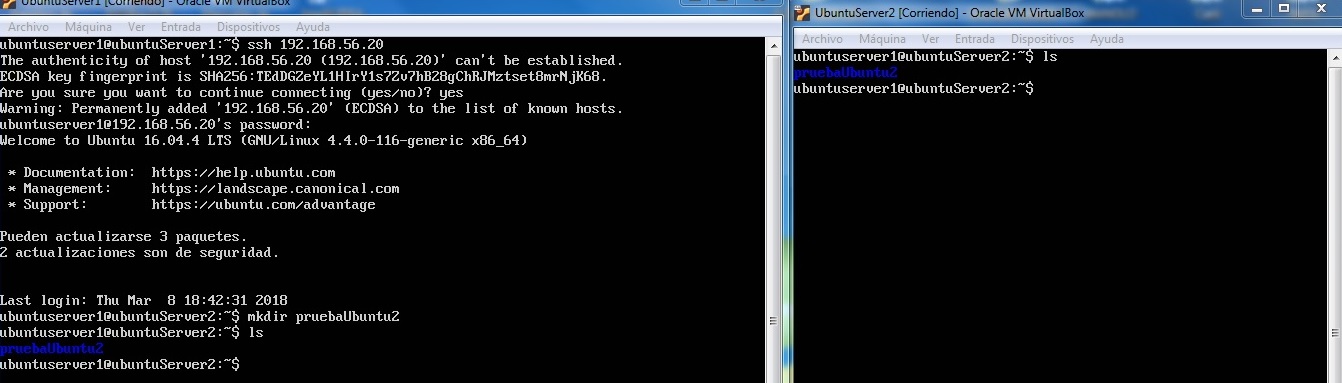 UbuntuServer1 [Corriendo] - Oracle VM VirtualBox
Archivo Máquina Ver Entrada Dispositivos Ayuda
ubuntuserver1@ubuntuServer1:~$ ssh 192.168.56.20
The authenticity of host '192.168.56.20 (192.168.56.20)' can't be established.
ECDSA key fingerprint is SHA256:TEdDG2eYL1HIrY1s72v7hB28gChRJMztset8mrNjK68.
Are you sure you want to continue connecting (yes/no)? yes
Warning: Permanently added '192.168.56.20' (ECDSA) to the list of known hosts.
ubuntuserver1@192.168.56.20's password:
Welcome to Ubuntu 16.04.4 LTS (GNU/Linux 4.4.0-116-generic x86_64)
* Documentation: https://help.ubuntu.com
* Management: https://landscape.canonical.com
* Support: https://ubuntu.com/advantage
Pueden actualizarse 3 paquetes.
2 actualizaciones son de seguridad.
Last login: Thu Mar 8 18:42:31 2018
ubuntuserver1@ubuntuServer2:~$ mkdir pruebaUbuntu2
ubuntuserver1@ubuntuServer2:~$ ls
pruebaUbuntu2
ubuntuserver1@ubuntuServer2:~$
UbuntuServer2 [Corriendo] - Oracle VM VirtualBox
Archivo Máquina Ver Entrada Dispositivos Ayuda
ubuntuserver1@ubuntuServer2:~$ ls
pruebaUbuntu2
ubuntuserver1@ubuntuServer2:~$